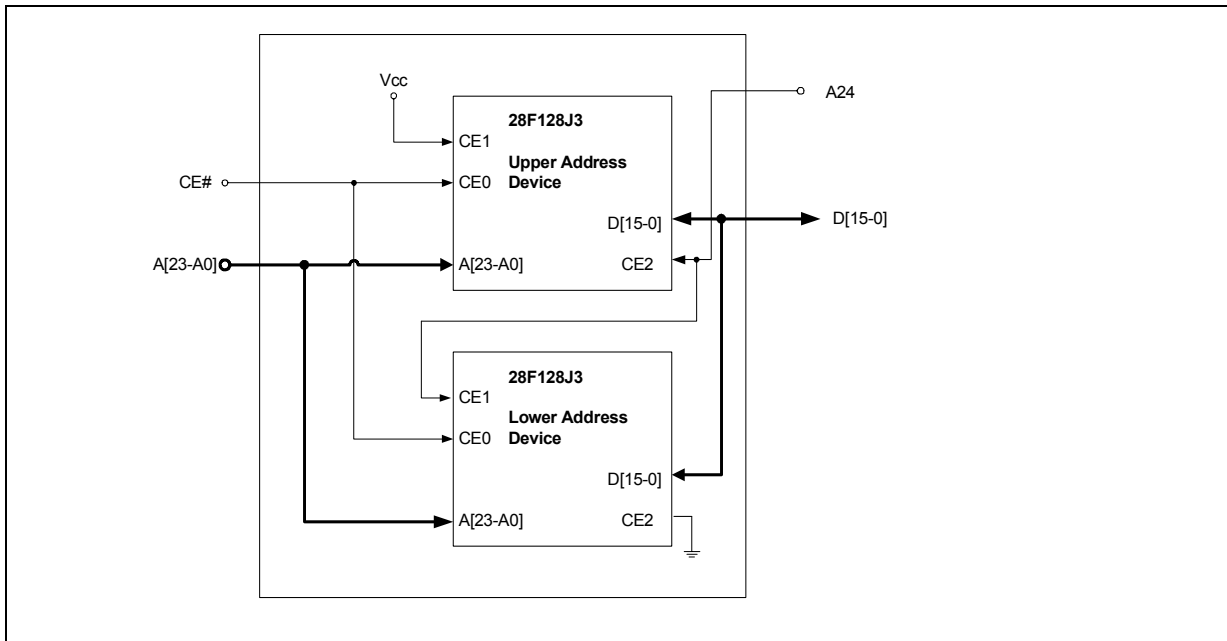 Vcc
A24
28F128J3
CE1
Upper Address
Device
CE#
CE0
D[15-0]
D[15-0]
A[23-A0]
A[23-A0]
CE2
28F128J3
CE1
Lower Address
Device
CE0
D[15-0]
A[23-A0]
CE2